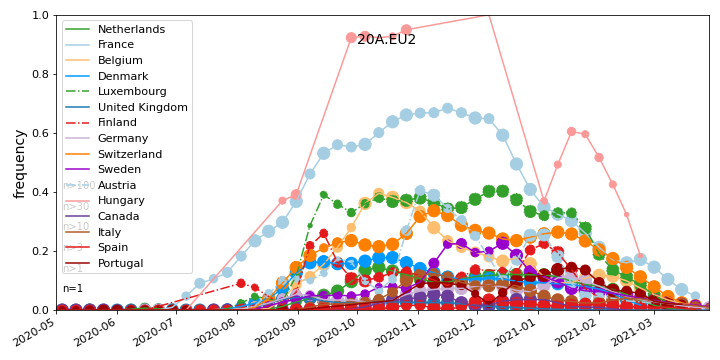 1.0
0.8
0.6
0.4
0.2
0.0
frequency
20A.EU2
Netherlands
France
Belgium
Denmark
Luxembourg
United Kingdom
Finland
Germany
Switzerland
Sweden
Austria
Hungary
Canada
Italy
Spain
Portugal
n>100
n>30
n>10
n>3
n>1
n=1
2020-05
2020-06
2020-07
2020-08
2020-09
2020-10
2020-11
2020-12
2021-01
2021-02
2021-03